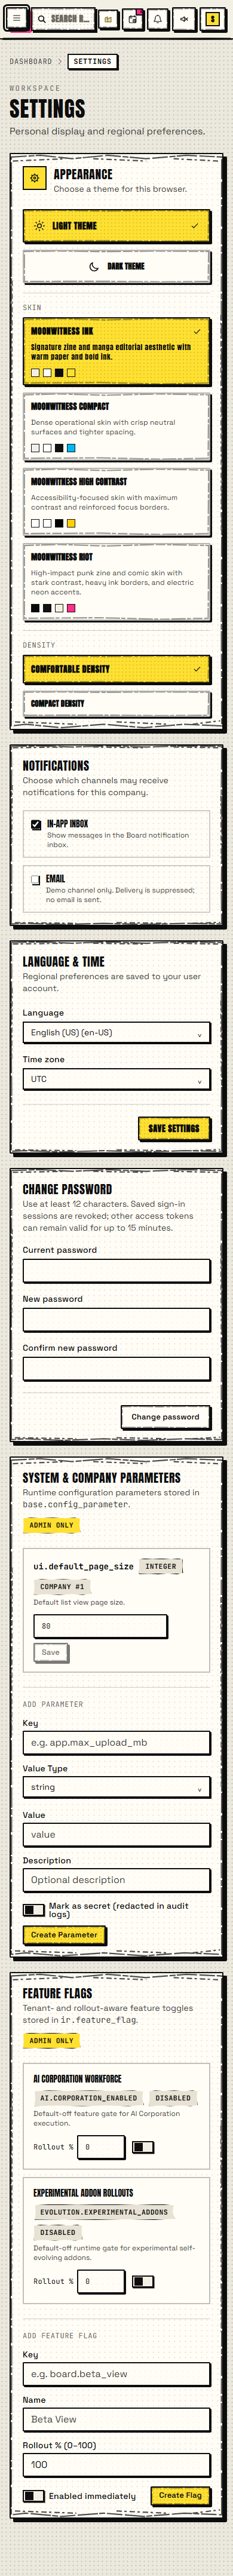 SEARCH B...
$
DASHBOARD > SETTINGS
WORKSPACE
SETTINGS
Personal display and regional preferences.
APPEARANCE
Choose a theme for this browser.
LIGHT THEME
DARK THEME
SKIN
MOONWITNESS INK
Signature zine and manga editorial aesthetic with
warm paper and bold ink.
MOONWITNESS COMPACT
Dense operational skin with crisp neutral
surfaces and tighter spacing.
MOONWITNESS HIGH CONTRAST
Accessibility-focused skin with maximum
contrast and reinforced focus borders.
MOONWITNESS RIOT
High-impact punk zine and comic skin with
stark contrast, heavy ink borders, and electric
neon accents.
DENSITY
COMFORTABLE DENSITY
COMPACT DENSITY
NOTIFICATIONS
Choose which channels may receive
notifications for this company.
IN-APP INBOX
Show messages in the Board notification
inbox.
EMAIL
Demo channel only. Delivery is suppressed;
no email is sent.
LANGUAGE & TIME
Regional preferences are saved to your user
account.
Language
English (US) (en-US)
Time zone
UTC
SAVE SETTINGS
CHANGE PASSWORD
Use at least 12 characters. Saved sign-in
sessions are revoked; other access tokens
can remain valid for up to 15 minutes.
Current password
New password
Confirm new password
Change password
SYSTEM & COMPANY PARAMETERS
Runtime configuration parameters stored in
base.config_parameter.
ADMIN ONLY
ui.default_page_size INTEGER
COMPANY #1
Default list view page size.
80
Save
ADD PARAMETER
Key
e.g. app.max_upload_mb
Value Type
string
Value
value
Description
Optional description
Mark as secret (redacted in audit
logs)
Create Parameter
FEATURE FLAGS
Tenant- and rollout-aware feature toggles
stored in ir.feature_flag.
ADMIN ONLY
AI CORPORATION WORKFORCE
AI.CORPORATION_ENABLED DISABLED
Default-off feature gate for AI Corporation
execution.
Rollout % 0
EXPERIMENTAL ADDON ROLLOUTS
EVOLUTION.EXPERIMENTAL_ADDONS
DISABLED
Default-off runtime gate for experimental self-
evolving addons.
Rollout % 0
ADD FEATURE FLAG
Key
e.g. board.beta_view
Name
Beta View
Rollout % (0–100)
100
Enabled immediately Create Flag